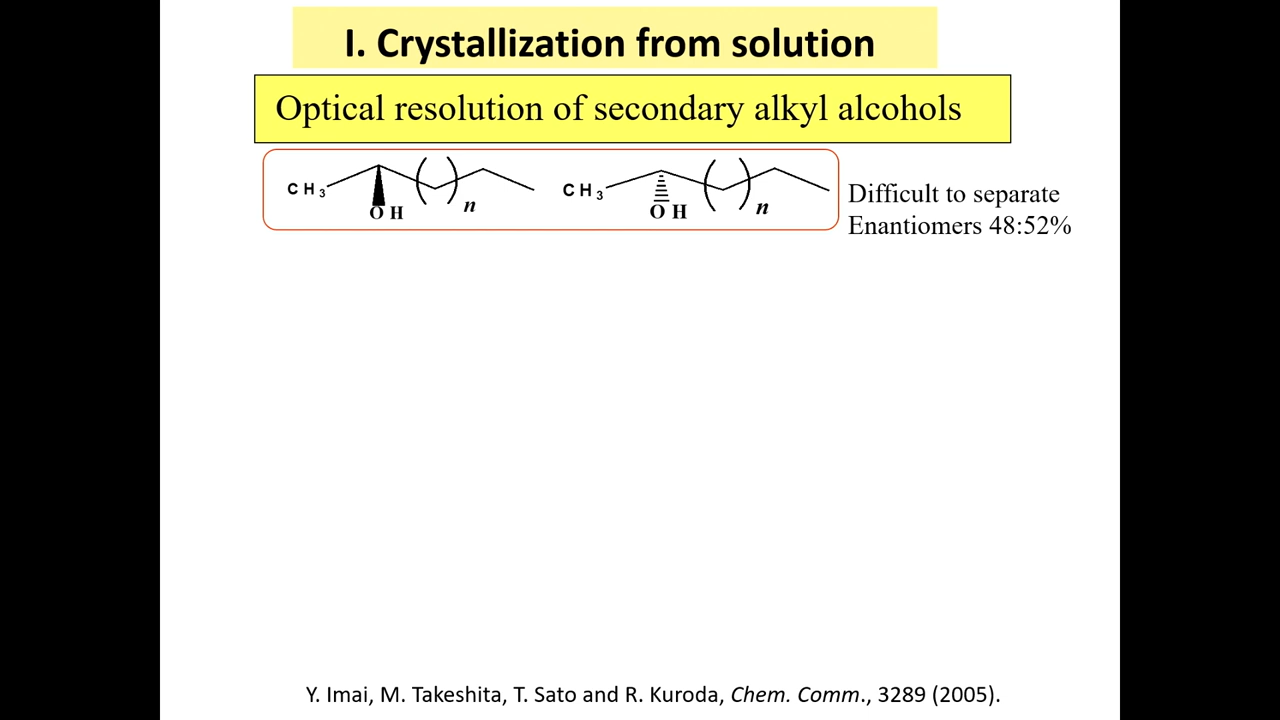 I. Crystallization from solution
Optical resolution of secondary alkyl alcohols
CH3 OH n CH3 OH n
Difficult to separate
Enantiomers 48:52%
Y. Imai, M. Takeshita, T. Sato and R. Kuroda, Chem. Comm., 3289 (2005).